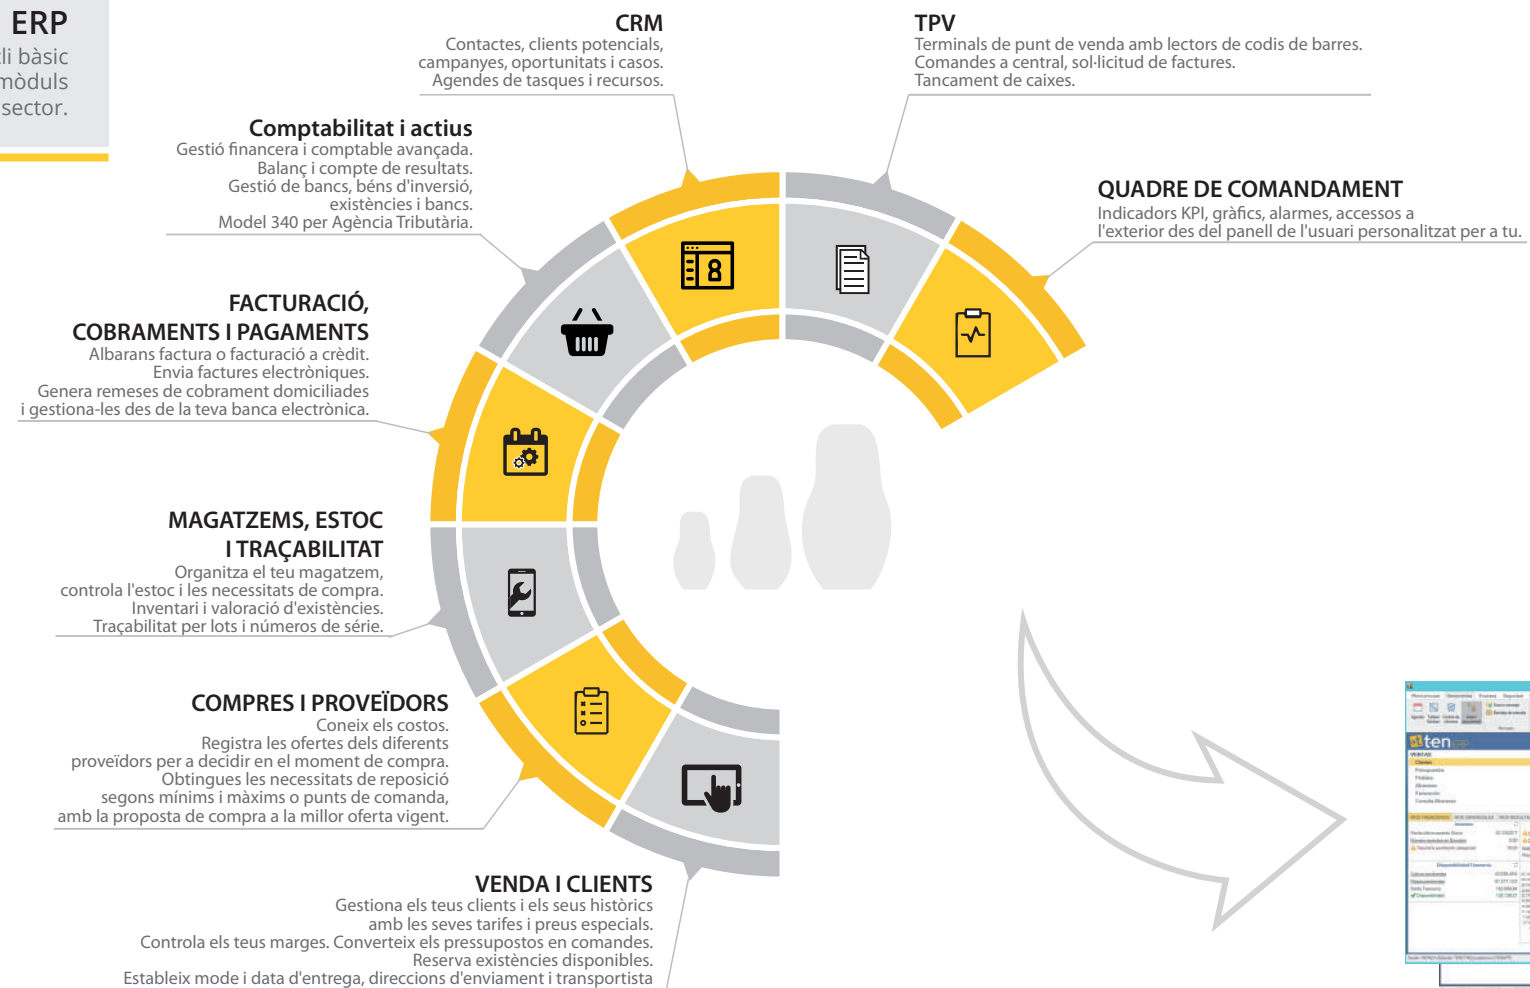 ERP
li bàsic
mòduls
sector.
CRM
Contactes, clients potencials,
campanyes, oportunitats i casos.
Agendes de tasques i recursos.
TPV
Terminals de punt de venda amb lectors de codis de barres.
Comandes a central, sol·licitud de factures.
Tancament de caixes.
Comptabilitat i actius
Gestió financera i comptable avançada.
Balanç i compte de resultats.
Gestió de bancs, béns d'inversió,
existències i bancs.
Model 340 per Agència Tributària.
QUADRE DE COMANDAMENT
Indicadors KPI, gràfics, alarmes, accessos a
l'exterior des del panell de l'usuari personalitzat per a tu.
FACTURACIÓ,
COBRAMENTS I PAGAMENTS
Albarans factura o facturació a crèdit.
Envia factures electròniques.
Genera remeses de cobrament domiciliades
i gestiona-les des de la teva banca electrònica.
MAGATZEMS, ESTOC
I TRAÇABILITAT
Organitza el teu magatzem,
controla l'estoc i les necessitats de compra.
Inventari i valoració d'existències.
Traçabilitat per lots i números de série.
COMPRES I PROVEÏDORS
Coneix els costos.
Registra les ofertes dels diferents
proveïdors per a decidir en el moment de compra.
Obtingues les necessitats de reposició
segons mínims i màxims o punts de comanda,
amb la proposta de compra a la millor oferta vigent.
VENDA I CLIENTS
Gestiona els teus clients i els seus històrics
amb les seves tarifes i preus especials.
Controla els teus marges. Converteix els pressupostos en comandes.
Reserva existències disponibles.
Estableix mode i data d'entrega, direccions d'enviament i transportista
ten